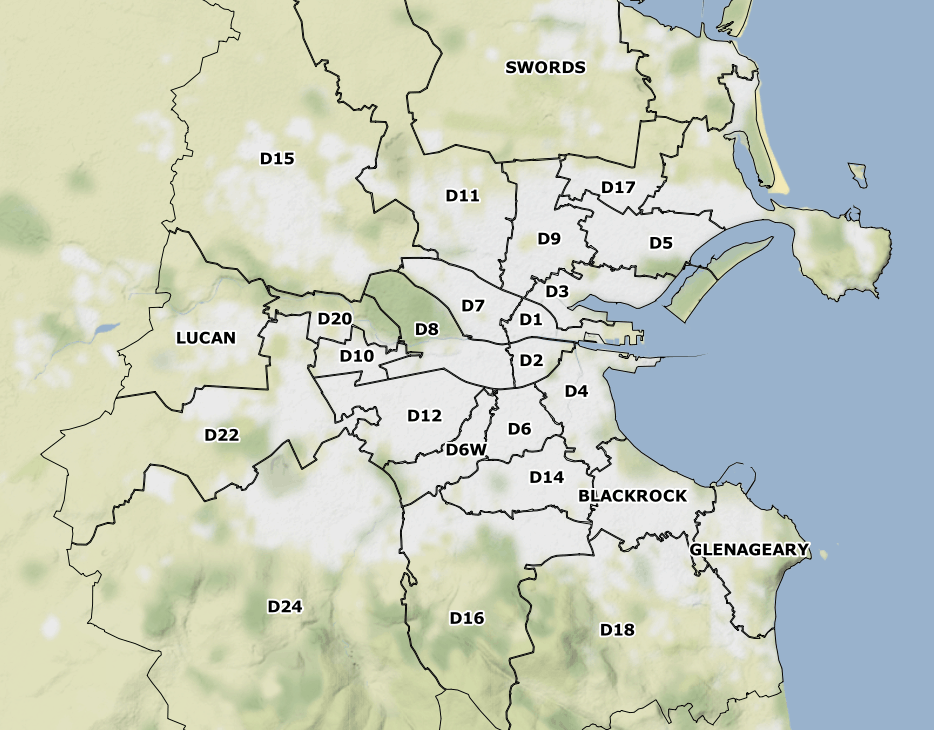 SWORDS
D15
D17
D11
D9
D5
D3
D7
D1
D20
D8
LUCAN
D10
D2
D4
D12
D6
D22
D6W
D14
BLACKROCK
GLENAGEARY
D24
D16
D18